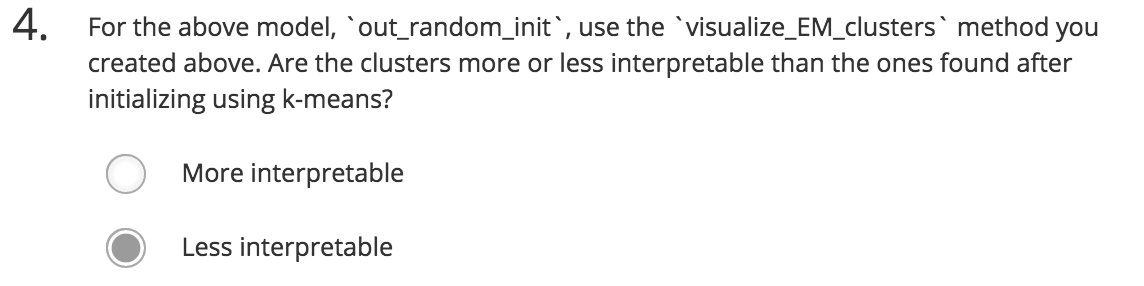 4. For the above model, `out_random_init`, use the `visualize_EM_clusters` method you
created above. Are the clusters more or less interpretable than the ones found after
initializing using k-means?
More interpretable
Less interpretable